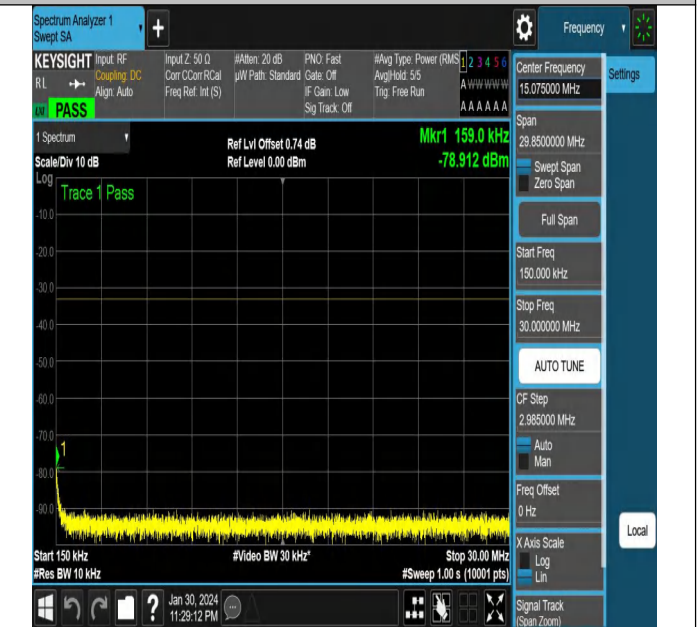 Spectrum Analyzer 1
Swept SA
+
Frequency
KEYSIGHT
Input: RF
Coupling: DC
Align: Auto
Input Z: 50 Ω
Corr CCorr RCal
Freq Ref: Int (S)
#Atten: 20 dB
µW Path: Standard
PNO: Fast
Gate: Off
IF Gain: Low
Sig Track: Off
#Avg Type: Power (RMS
Avg|Hold: 5/5
Trig: Free Run
1 2 3 4 5 6
A W W W W W
A A A A A A
R L
LXI
PASS
Center Frequency
15.075000 MHz
Settings
1 Spectrum
Scale/Div 10 dB
Ref Lvl Offset 0.74 dB
Ref Level 0.00 dBm
Mkr1 159.0 kHz
-78.912 dBm
Span
29.8500000 MHz
Swept Span
Zero Span
Full Span
Start Freq
150.000 kHz
Stop Freq
30.000000 MHz
AUTO TUNE
CF Step
2.985000 MHz
Auto
Man
Freq Offset
0 Hz
X Axis Scale
Log
Lin
Signal Track
(Span Zoom)
Local
Log
Trace 1 Pass
-10.0
-20.0
-30.0
-40.0
-50.0
-60.0
-70.0
1
-80.0
-90.0
Start 150 kHz
#Res BW 10 kHz
#Video BW 30 kHz*
Stop 30.00 MHz
#Sweep 1.00 s (10001 pts)
?
Jan 30, 2024
11:29:12 PM